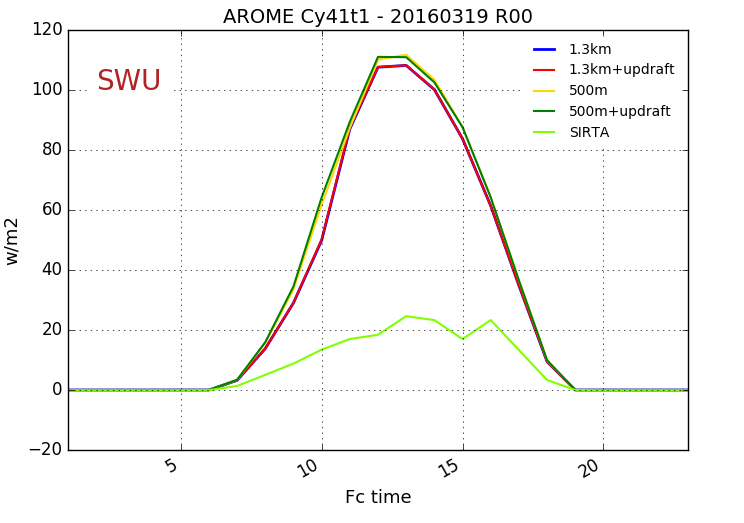 AROME Cy41t1 - 20160319 R00
SWU
1.3km
1.3km+updraft
500m
500m+updraft
SIRTA
120
100
80
60
40
20
0
−20
w/m2
5
10
15
20
Fc time